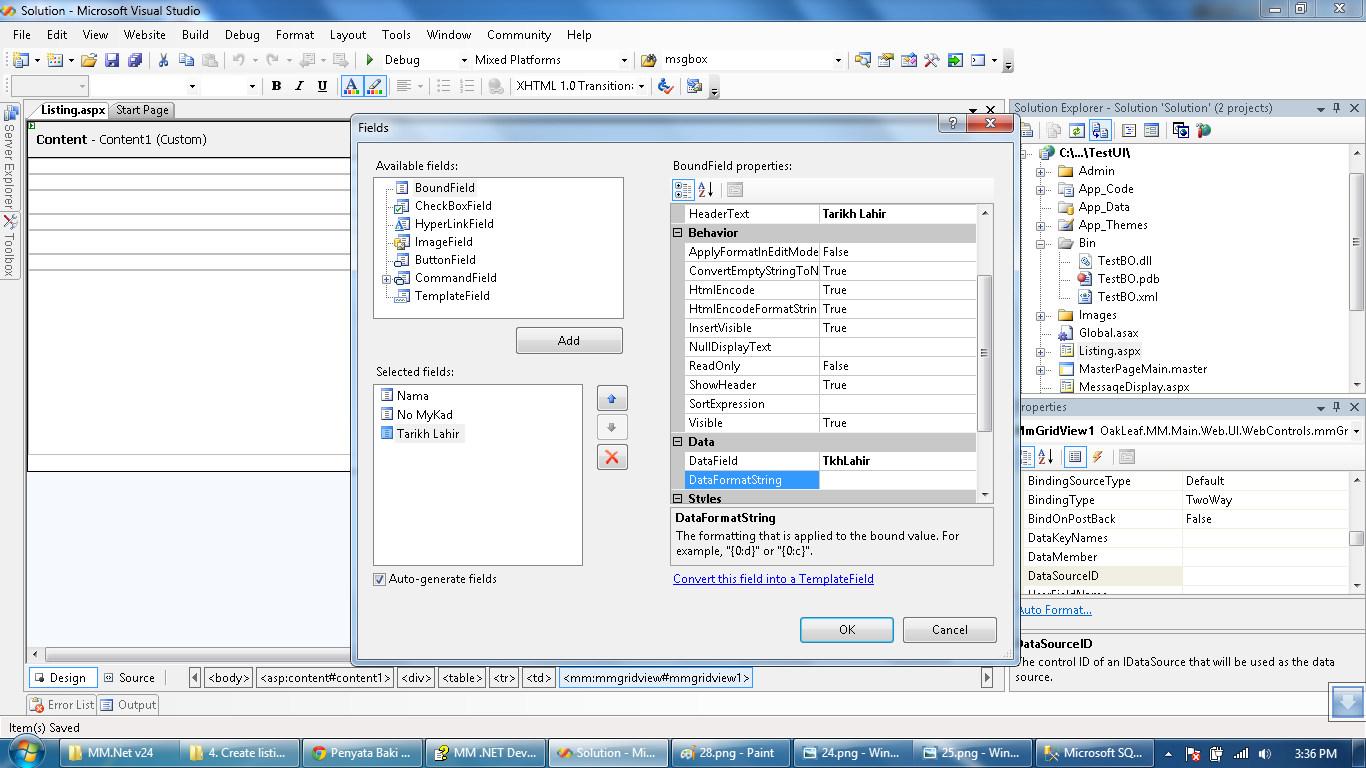 Solution - Microsoft Visual Studio
File Edit View Website Build Debug Format Layout Tools Window Community Help
Debug Mixed Platforms msgbox
B I U A XHTML 1.0 Transition
Listing.aspx Start Page
Server Explorer
Toolbox
Content - Content1 (Custom)
Fields
Available fields:
BoundField
CheckBoxField
HyperLinkField
ImageField
ButtonField
CommandField
TemplateField
Add
Selected fields:
Nama
No MyKad
Tarikh Lahir
Auto-generate fields
BoundField properties:
HeaderText Tarikh Lahir
Behavior
ApplyFormatInEditMode False
ConvertEmptyStringToN True
HtmlEncode True
HtmlEncodeFormatStrin True
InsertVisible True
NullDisplayText
ReadOnly False
ShowHeader True
SortExpression
Visible True
Data
DataField TkhLahir
DataFormatString
Styles
DataFormatString
The formatting that is applied to the bound value. For
example, "{0:d}" or "{0:c}".
Convert this field into a TemplateField
OK Cancel
Solution Explorer - Solution 'Solution' (2 projects)
C:\...\TestUI\
Admin
App_Code
App_Data
App_Themes
Bin
TestBO.dll
TestBO.pdb
TestBO.xml
Images
Global.asax
Listing.aspx
MasterPageMain.master
MessageDisplay.aspx
Properties
MmGridView1 OakLeaf.MM.Main.Web.UI.WebControls.mmGr
BindingSourceType Default
BindingType TwoWay
BindOnPostBack False
DataKeyNames
DataMember
DataSourceID
UserFieldName
Auto Format...
DataSourceID
The control ID of an IDataSource that will be used as the data
source.
Design Source <body> <asp:content#content1> <div> <table> <tr> <td> <mm:mmgridview#mmgridview1>
Error List Output
Item(s) Saved
MM.Net v24 4. Create listi... Penyata Baki ... MM .NET Dev... Solution - Mi... 28.png - Paint 24.png - Win... 25.png - Win... Microsoft SQ... 3:36 PM